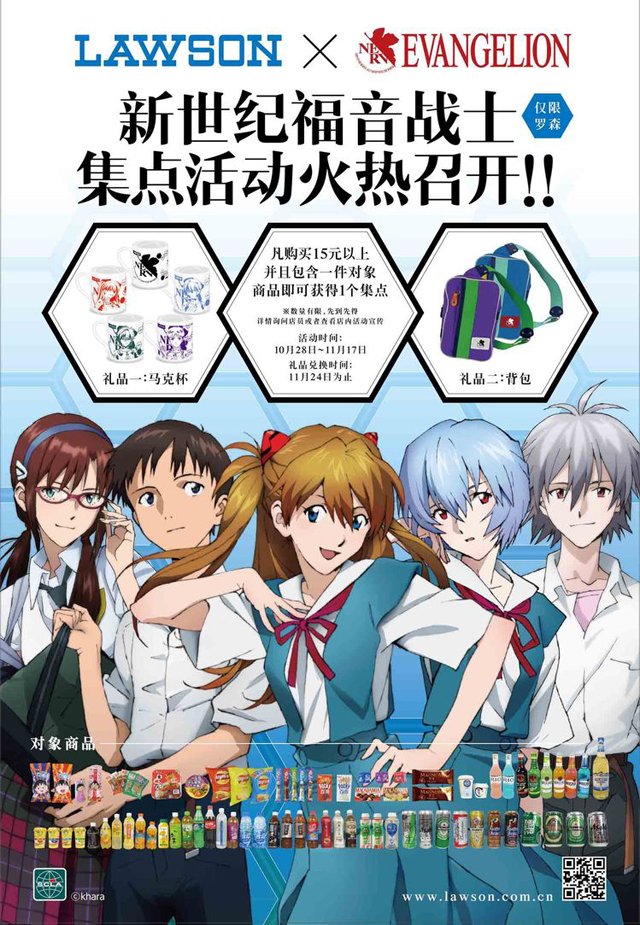 LAWSON × NERV EVANGELION
新世纪福音战士
仅限
罗森
集点活动火热召开!!
凡购买15元以上
并且包含一件对象
商品即可获得1个集点
※数量有限,先到先得
详情询问店员或者查看店内活动宣传
活动时间:
10月28日~11月17日
礼品兑换时间:
11月24日为止
礼品一:马克杯
礼品二:背包
对象商品
SCLA
©khara
www.lawson.com.cn